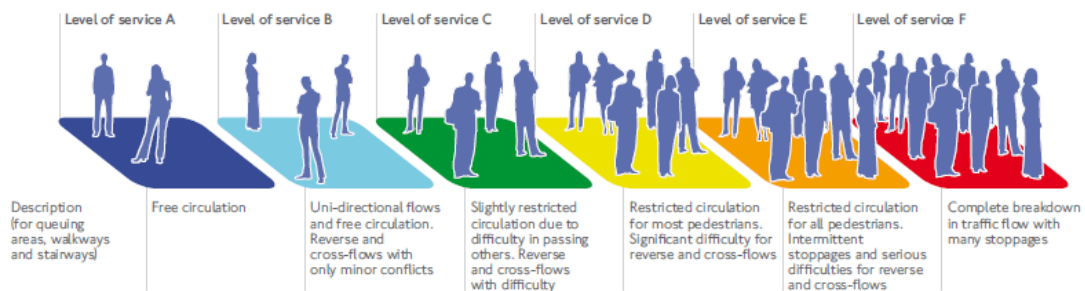 Level of service A
Level of service B
Level of service C
Level of service D
Level of service E
Level of service F
Description
(for queuing
areas, walkways
and stairways)
Free circulation
Uni-directional flows
and free circulation.
Reverse and
cross-flows with
only minor conflicts
Slightly restricted
circulation due to
difficulty in passing
others. Reverse
and cross-flows
with difficulty
Restricted circulation
for most pedestrians.
Significant difficulty for
reverse and cross-flows
Restricted circulation
for all pedestrians.
Intermittent
stoppages and serious
difficulties for reverse
and cross-flows
Complete breakdown
in traffic flow with
many stoppages